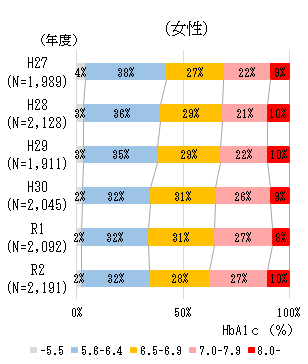 (女性)
(年度)
H27
(N=1,989)
4% 38% 27% 22% 9%
H28
(N=2,128)
3% 36% 29% 21% 10%
H29
(N=1,911)
3% 35% 29% 22% 10%
H30
(N=2,045)
2% 32% 31% 26% 9%
R1
(N=2,092)
2% 32% 31% 27% 8%
R2
(N=2,191)
2% 32% 28% 27% 10%
0% 50% 100%
HbA1c (%)
-5.5 5.6-6.4 6.5-6.9 7.0-7.9 8.0-